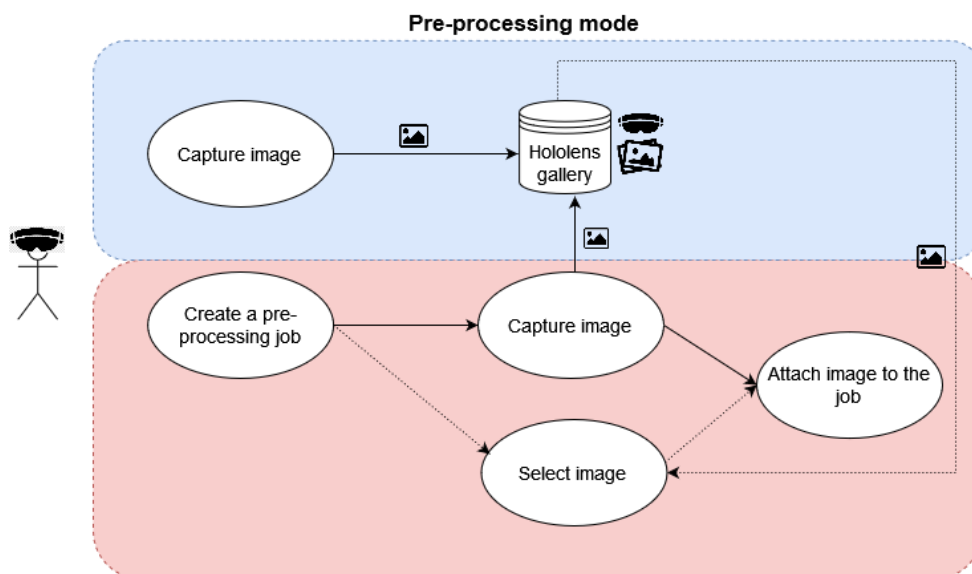 Pre-processing mode
Capture image
Hololens
gallery
Create a pre-
processing job
Capture image
Attach image to the
job
Select image